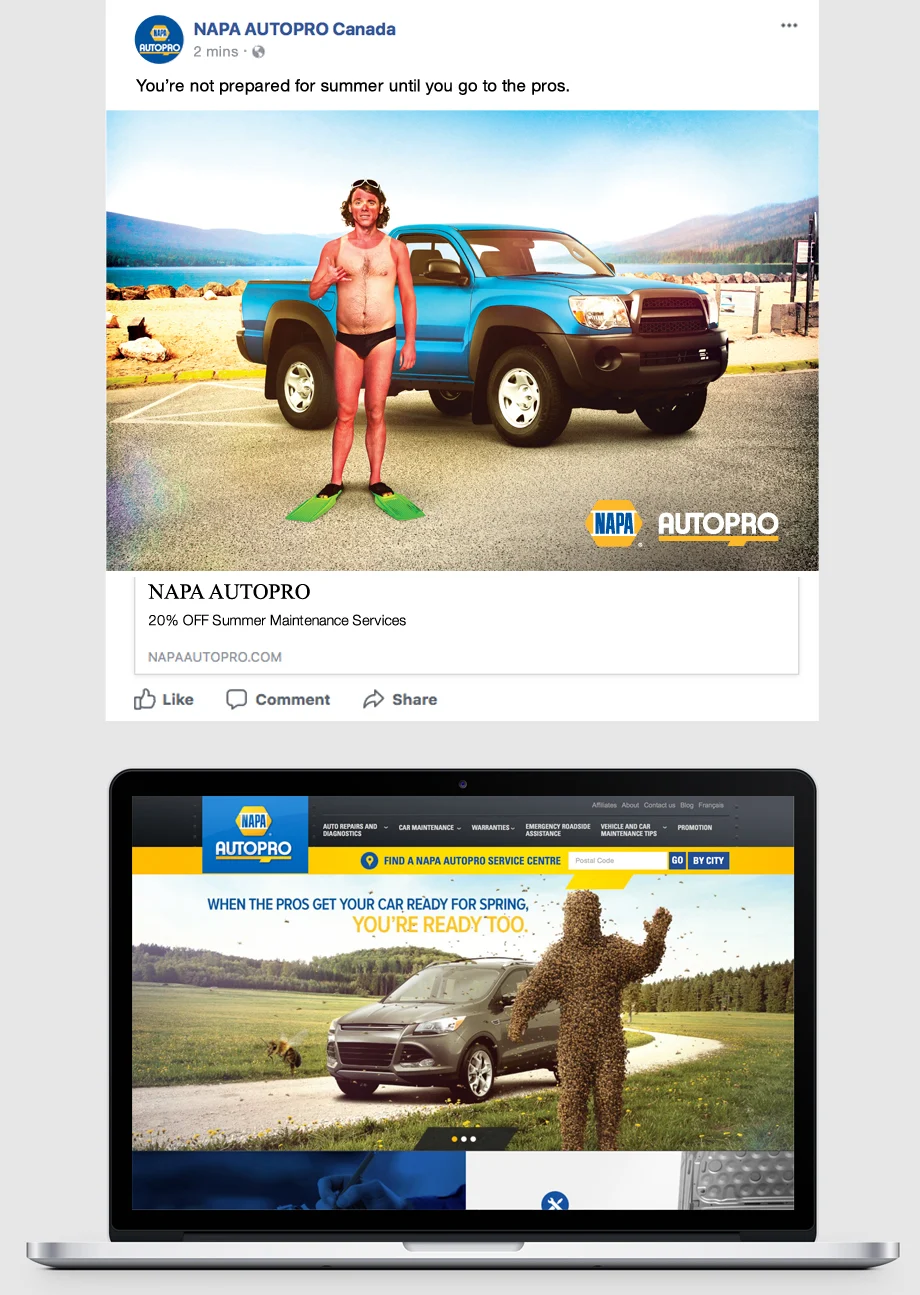 NAPA
AUTOPRO
NAPA AUTOPRO Canada
2 mins ·
You're not prepared for summer until you go to the pros.
NAPA
® AUTOPRO
NAPA AUTOPRO
20% OFF Summer Maintenance Services
NAPAAUTOPRO.COM
Like Comment Share
Affiliates About Contact us Blog Français
NAPA
®
AUTOPRO
AUTO REPAIRS AND
DIAGNOSTICS
CAR MAINTENANCE
WARRANTIES
EMERGENCY ROADSIDE
ASSISTANCE
VEHICLE AND CAR
MAINTENANCE TIPS
PROMOTION
FIND A NAPA AUTOPRO SERVICE CENTRE Postal Code GO BY CITY
WHEN THE PROS GET YOUR CAR READY FOR SPRING,
YOU'RE READY TOO.